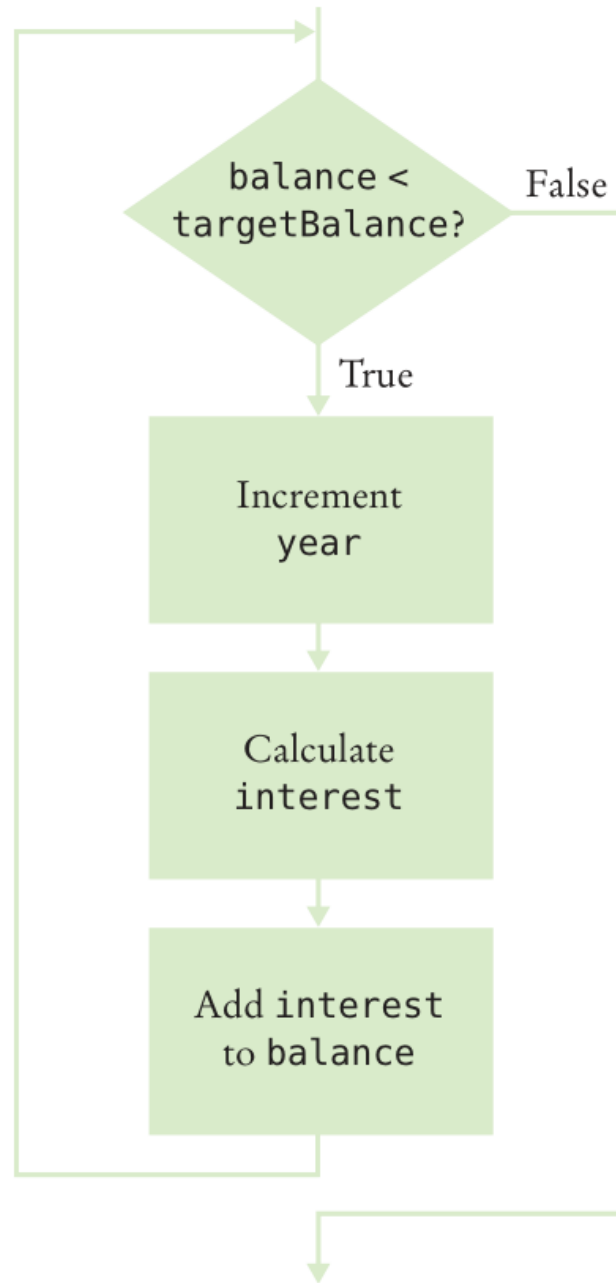 balance <
targetBalance?
False
True
Increment
year
Calculate
interest
Add interest
to balance